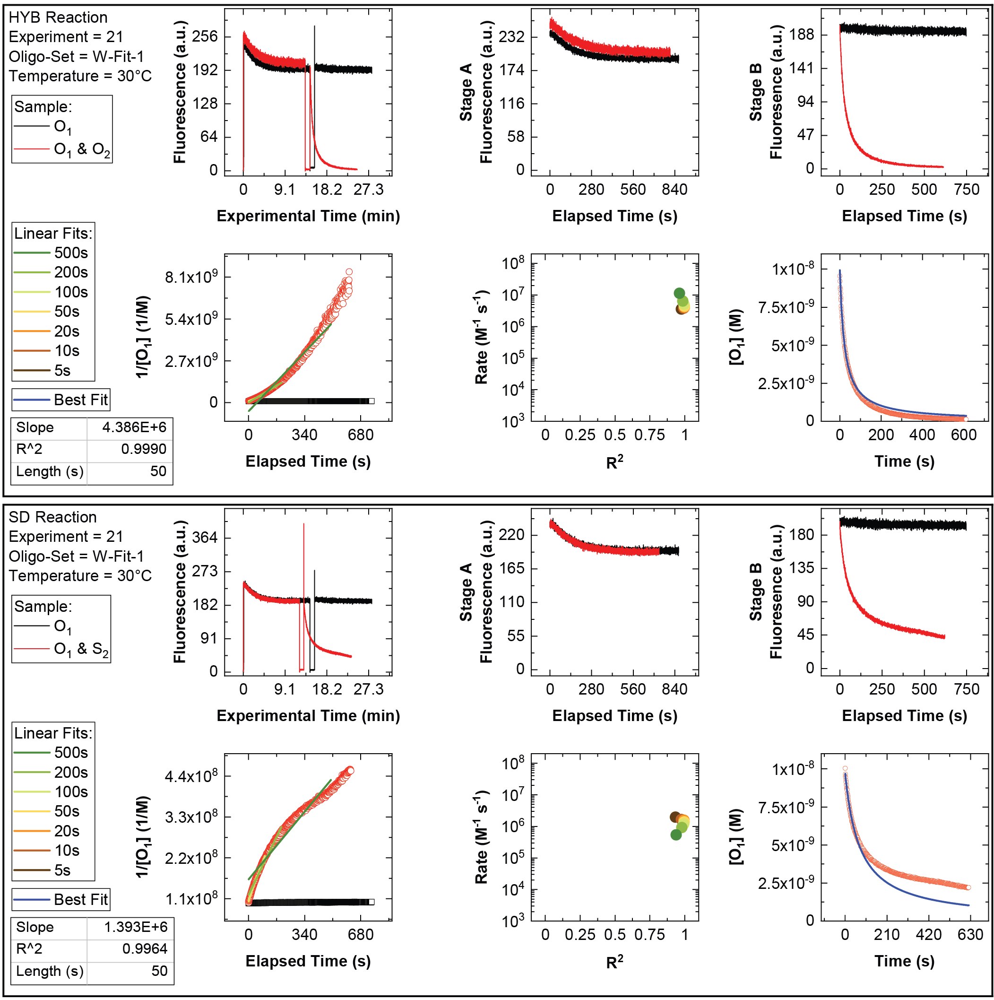 HYB Reaction
Experiment = 21
Oligo-Set = W-Fit-1
Temperature = 30°C
Sample:
O1
O1 & O2
Fluorescence (a.u.)
256
192
128
64
0
0 9.1 18.2 27.3
Experimental Time (min)
Stage A
Fluorescence (a.u.)
232
174
116
58
0
0 280 560 840
Elapsed Time (s)
Stage B
Fluoresence (a.u.)
188
141
94
47
0
0 250 500 750
Elapsed Time (s)
Linear Fits:
500s
200s
100s
50s
20s
10s
5s
Best Fit
Slope 4.386E+6
R^2 0.9990
Length (s) 50
1/[O1] (1/M)
8.1x10^9
5.4x10^9
2.7x10^9
0
0 340 680
Elapsed Time (s)
Rate (M^-1 s^-1)
10^8
10^7
10^6
10^5
10^4
10^3
0 0.25 0.5 0.75 1
R^2
[O1] (M)
1x10^-8
7.5x10^-9
5x10^-9
2.5x10^-9
0
0 200 400 600
Time (s)
SD Reaction
Experiment = 21
Oligo-Set = W-Fit-1
Temperature = 30°C
Sample:
O1
O1 & S2
Fluorescence (a.u.)
364
273
182
91
0
0 9.1 18.2 27.3
Experimental Time (min)
Stage A
Fluorescence (a.u.)
220
165
110
55
0
0 280 560 840
Elapsed Time (s)
Stage B
Fluoresence (a.u.)
180
135
90
45
0
0 250 500 750
Elapsed Time (s)
Linear Fits:
500s
200s
100s
50s
20s
10s
5s
Best Fit
Slope 1.393E+6
R^2 0.9964
Length (s) 50
1/[O1] (1/M)
4.4x10^8
3.3x10^8
2.2x10^8
1.1x10^8
0 340 680
Elapsed Time (s)
Rate (M^-1 s^-1)
10^8
10^7
10^6
10^5
10^4
10^3
0 0.25 0.5 0.75 1
R^2
[O1] (M)
1x10^-8
7.5x10^-9
5x10^-9
2.5x10^-9
0
0 210 420 630
Time (s)